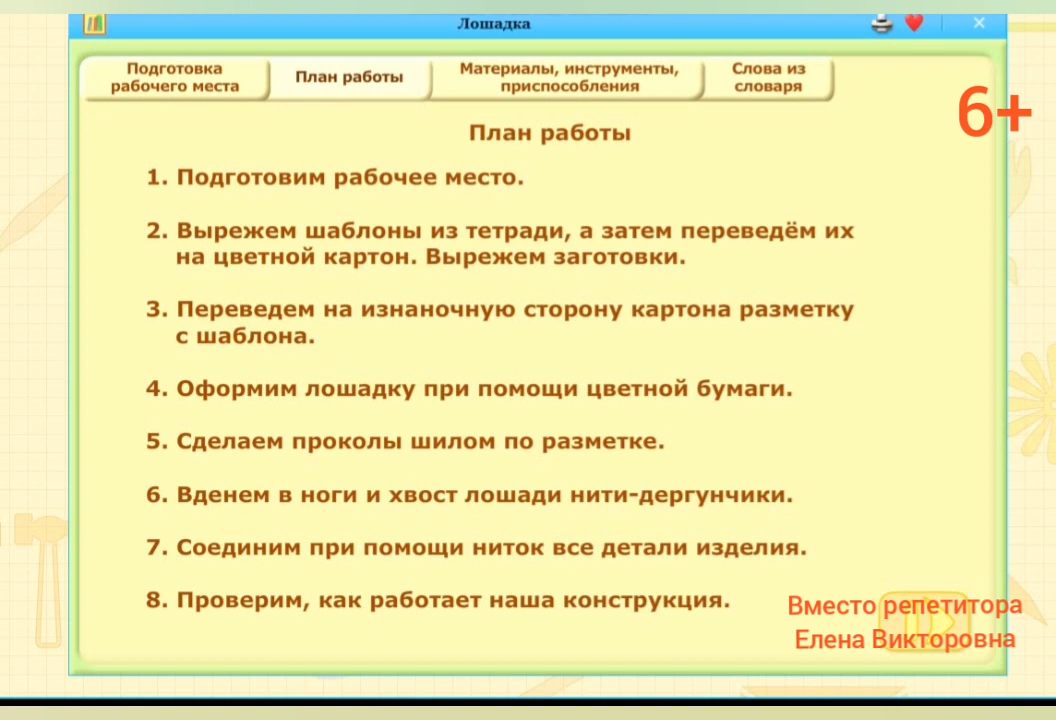 Лошадка
Подготовка
рабочего места
План работы
Материалы, инструменты,
приспособления
Слова из
словаря
6+
План работы
1. Подготовим рабочее место.
2. Вырежем шаблоны из тетради, а затем переведём их
на цветной картон. Вырежем заготовки.
3. Переведем на изнаночную сторону картона разметку
с шаблона.
4. Оформим лошадку при помощи цветной бумаги.
5. Сделаем проколы шилом по разметке.
6. Вденем в ноги и хвост лошади нити-дергунчики.
7. Соединим при помощи ниток все детали изделия.
8. Проверим, как работает наша конструкция.
Вместо репетитора
Елена Викторовна